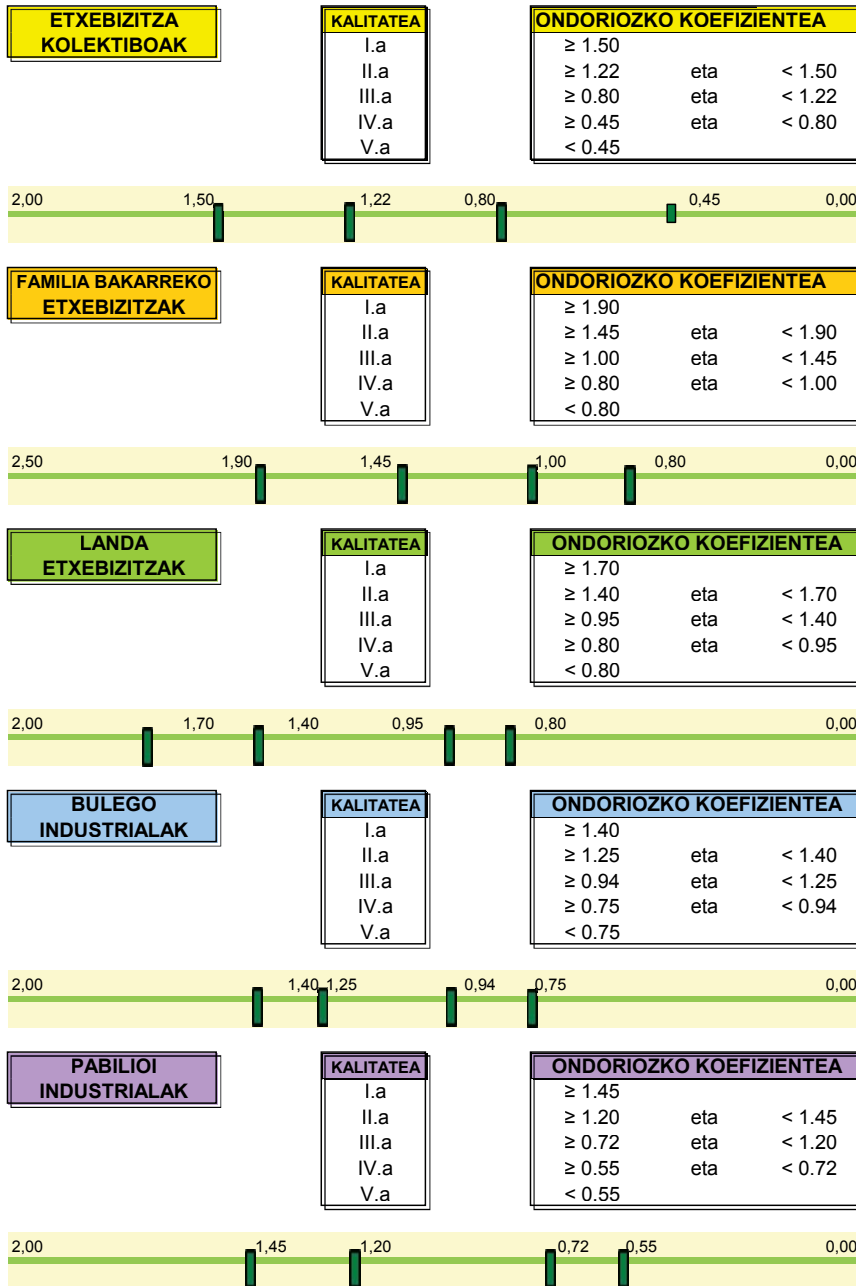 ETXEBIZITZA KOLEKTIBOAK
KALITATEA ONDORIOZKO KOEFIZIENTEA
I.a ≥ 1.50
II.a ≥ 1.22 eta < 1.50
III.a ≥ 0.80 eta < 1.22
IV.a ≥ 0.45 eta < 0.80
V.a < 0.45
2,00 1,50 1,22 0,80 0,45 0,00
FAMILIA BAKARREKO ETXEBIZITZAK
KALITATEA ONDORIOZKO KOEFIZIENTEA
I.a ≥ 1.90
II.a ≥ 1.45 eta < 1.90
III.a ≥ 1.00 eta < 1.45
IV.a ≥ 0.80 eta < 1.00
V.a < 0.80
2,50 1,90 1,45 1,00 0,80 0,00
LANDA ETXEBIZITZAK
KALITATEA ONDORIOZKO KOEFIZIENTEA
I.a ≥ 1.70
II.a ≥ 1.40 eta < 1.70
III.a ≥ 0.95 eta < 1.40
IV.a ≥ 0.80 eta < 0.95
V.a < 0.80
2,00 1,70 1,40 0,95 0,80 0,00
BULEGO INDUSTRIALAK
KALITATEA ONDORIOZKO KOEFIZIENTEA
I.a ≥ 1.40
II.a ≥ 1.25 eta < 1.40
III.a ≥ 0.94 eta < 1.25
IV.a ≥ 0.75 eta < 0.94
V.a < 0.75
2,00 1,40 1,25 0,94 0,75 0,00
PABILIOI INDUSTRIALAK
KALITATEA ONDORIOZKO KOEFIZIENTEA
I.a ≥ 1.45
II.a ≥ 1.20 eta < 1.45
III.a ≥ 0.72 eta < 1.20
IV.a ≥ 0.55 eta < 0.72
V.a < 0.55
2,00 1,45 1,20 0,72 0,55 0,00